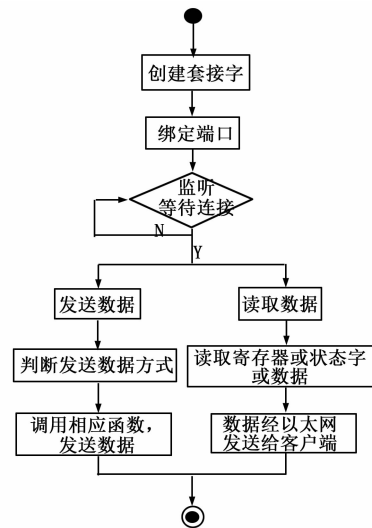 创建套接字
绑定端口
监听
等待连接
N
Y
发送数据
读取数据
判断发送数据方式
读取寄存器或状态字
或数据
调用相应函数，
发送数据
数据经以太网
发送给客户端